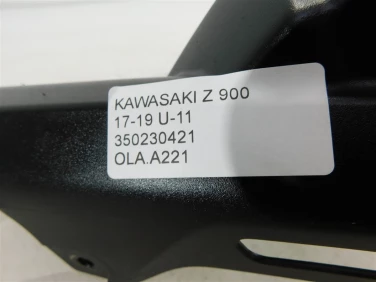 KAWASAKI Z 900
17-19 U-11
350230421
OLA.A221